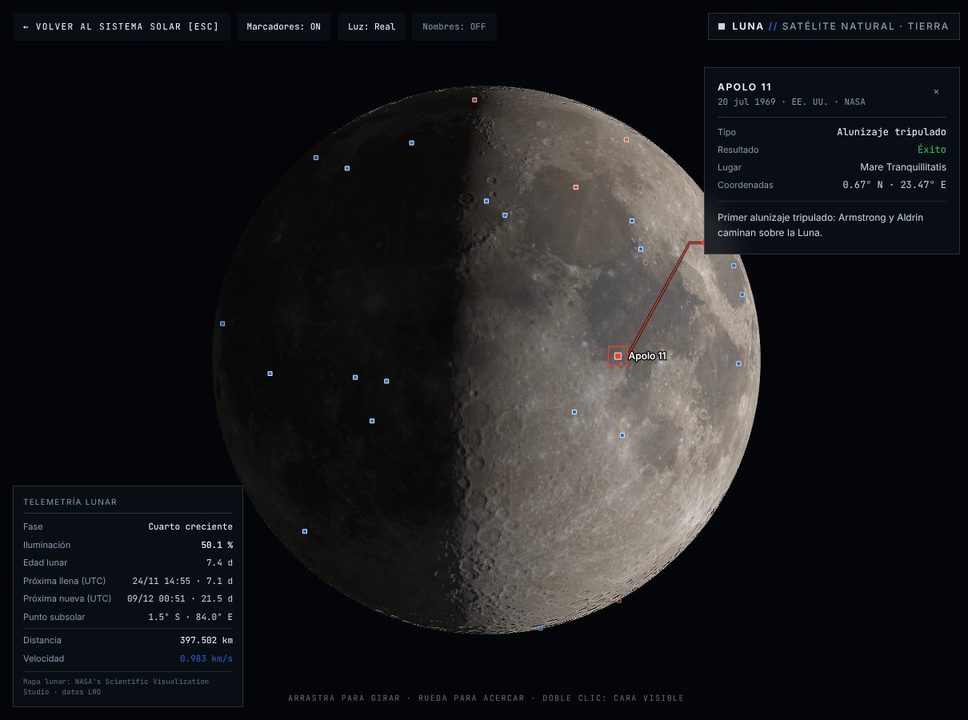 ← VOLVER AL SISTEMA SOLAR [ESC]
Marcadores: ON
Luz: Real
Nombres: OFF
LUNA // SATÉLITE NATURAL · TIERRA
APOLO 11
×
20 jul 1969 · EE. UU. · NASA
Tipo Alunizaje tripulado
Resultado Éxito
Lugar Mare Tranquillitatis
Coordenadas 0.67° N · 23.47° E
Primer alunizaje tripulado: Armstrong y Aldrin
caminan sobre la Luna.
Apolo 11
TELEMETRÍA LUNAR
Fase Cuarto creciente
Iluminación 50.1 %
Edad lunar 7.4 d
Próxima llena (UTC) 24/11 14:55 · 7.1 d
Próxima nueva (UTC) 09/12 00:51 · 21.5 d
Punto subsolar 1.5° S · 84.0° E
Distancia 397.502 km
Velocidad 0.983 km/s
Mapa lunar: NASA's Scientific Visualization
Studio · datos LRO
ARRASTRA PARA GIRAR · RUEDA PARA ACERCAR · DOBLE CLIC: CARA VISIBLE